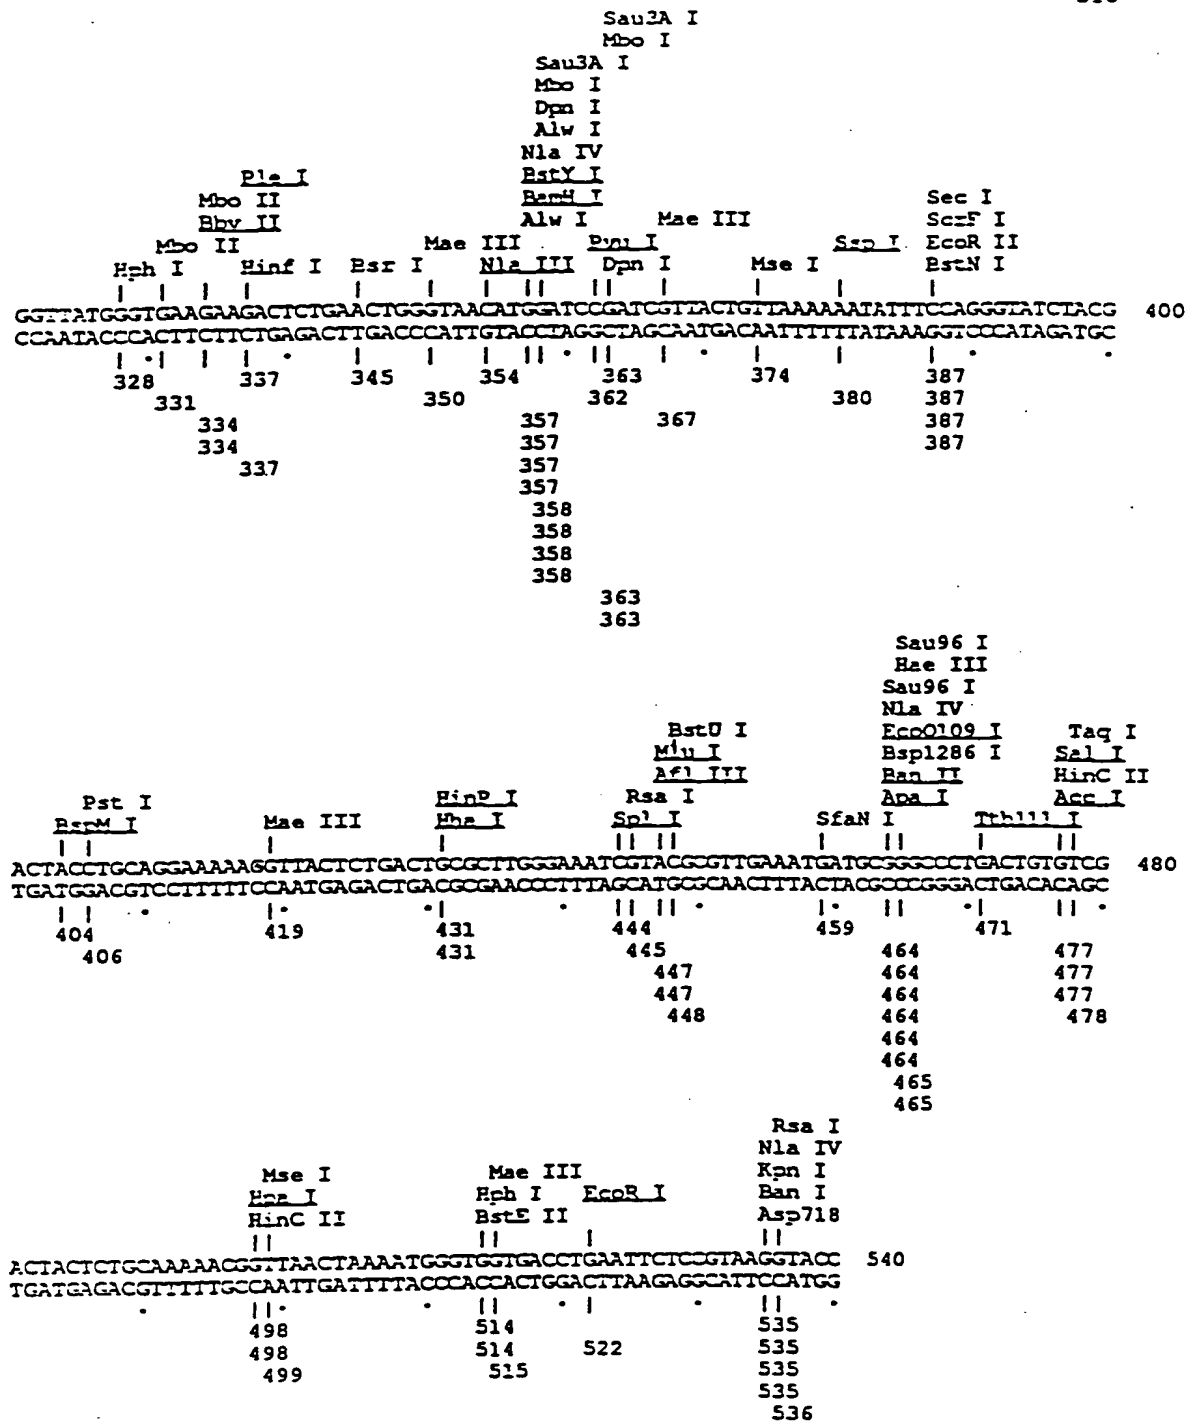 Sau3A I
Mbo I
Sau3A I
Mbo I
Dpn I
Alw I
Nla IV
Ple I BstY I
Mbo II BamH I Sec I
Bbv II Alw I Mae III ScrF I
Mbo II Mae III Pvu I Ssp I EcoR II
Hph I Hinf I Bsr I Nla III Dpn I Mse I BstN I
GGTTATGGGTGAAGAAGACTCTGAACTGGGTAACATGGATCCGATCGTTACTGTTAAAAAATATTTCCAGGGTATCTACG 400
CCAATACCCACTTCTTCTGAGACTTGACCCATTGTACCTAGGCTAGCAATGACAATTTTTTATAAAGGTCCCATAGATGC
328 337 345 354 363 374 387
331 350 362 380 387
334 357 367 387
334 357 387
337 357
357
358
358
358
358
363
363
Sau96 I
Hae III
Sau96 I
Nla IV
BstU I EcoO109 I Taq I
Mlu I Bsp1286 I Sal I
Afl III Ban II HinC II
Pst I HinP I Rsa I Apa I Acc I
BspM I Mae III Hha I Spl I SfaN I Tth111 I
ACTACCTGCAGGAAAAAGGTTACTCTGACTGCGCTTGGGAAATCGTACGCGTTGAAATGATGCGGGCCCTGACTGTGTCG 480
TGATGGACGTCCTTTTTCCAATGAGACTGACGCGAACCCTTTAGCATGCGCAACTTTACTACGCCCGGGACTGACACAGC
404 419 431 444 459 471
406 431 445 464 477
447 464 477
447 464 477
448 464 478
464
464
465
465
Rsa I
Nla IV
Mse I Mae III Kpn I
Hpa I Hph I EcoR I Ban I
HinC II BstE II Asp718
ACTACTCTGCAAAAACGGTTAACTAAAATGGGTGGTGACCTGAATTCTCCGTAAGGTACC 540
TGATGAGACGTTTTTGCCAATTGATTTTACCCACCACTGGACTTAAGAGGCATTCCATGG
498 514 535
498 514 522 535
499 515 535
535
536